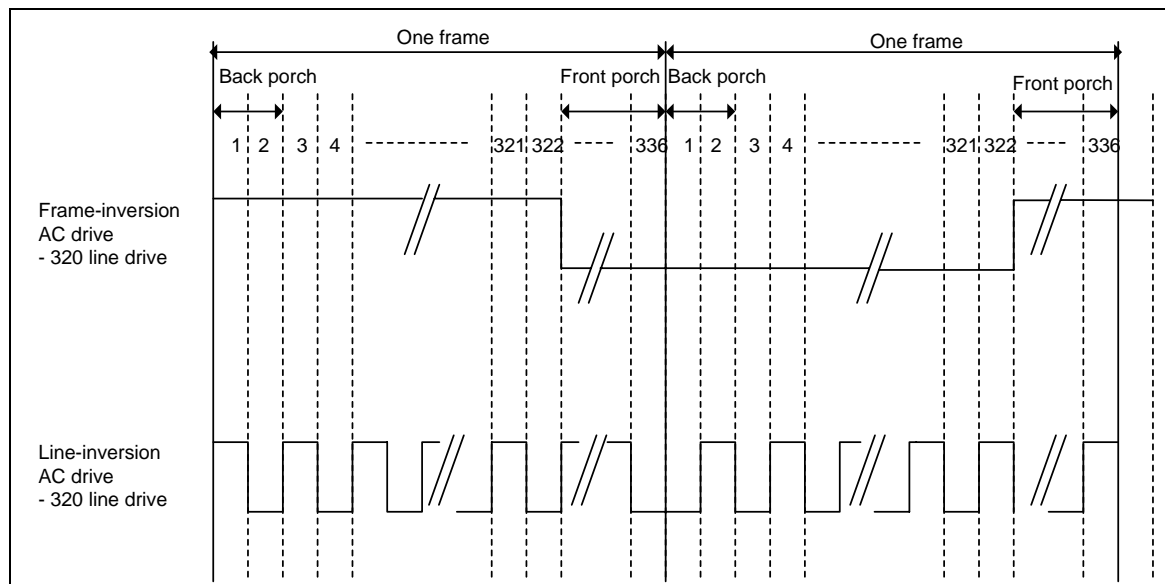 One frame One frame
Back porch Front porch Back porch Front porch
1 2 3 4 321 322 336 1 2 3 4 321 322 336
Frame-inversion
AC drive
- 320 line drive
Line-inversion
AC drive
- 320 line drive